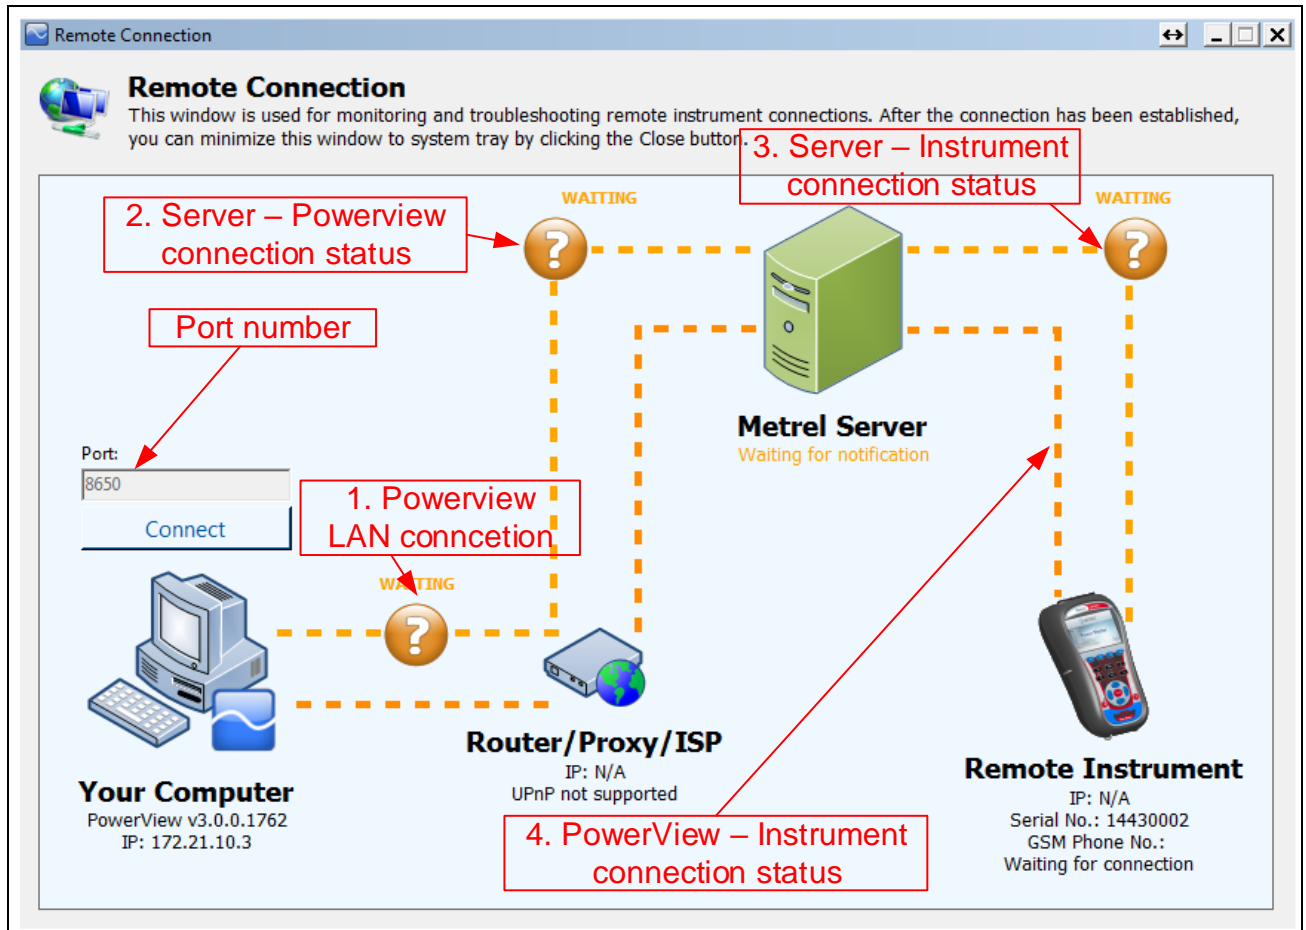 Remote Connection
Remote Connection
This window is used for monitoring and troubleshooting remote instrument connections. After the connection has been established,
you can minimize this window to system tray by clicking the Close button.
3. Server – Instrument
connection status
WAITING
WAITING
2. Server – Powerview
connection status
?
?
Port number
Metrel Server
Waiting for notification
Port:
8650
Connect
1. Powerview
LAN conncetion
WAITING
?
Router/Proxy/ISP
IP: N/A
UPnP not supported
Your Computer
PowerView v3.0.0.1762
IP: 172.21.10.3
Remote Instrument
IP: N/A
Serial No.: 14430002
GSM Phone No.:
Waiting for connection
4. PowerView – Instrument
connection status